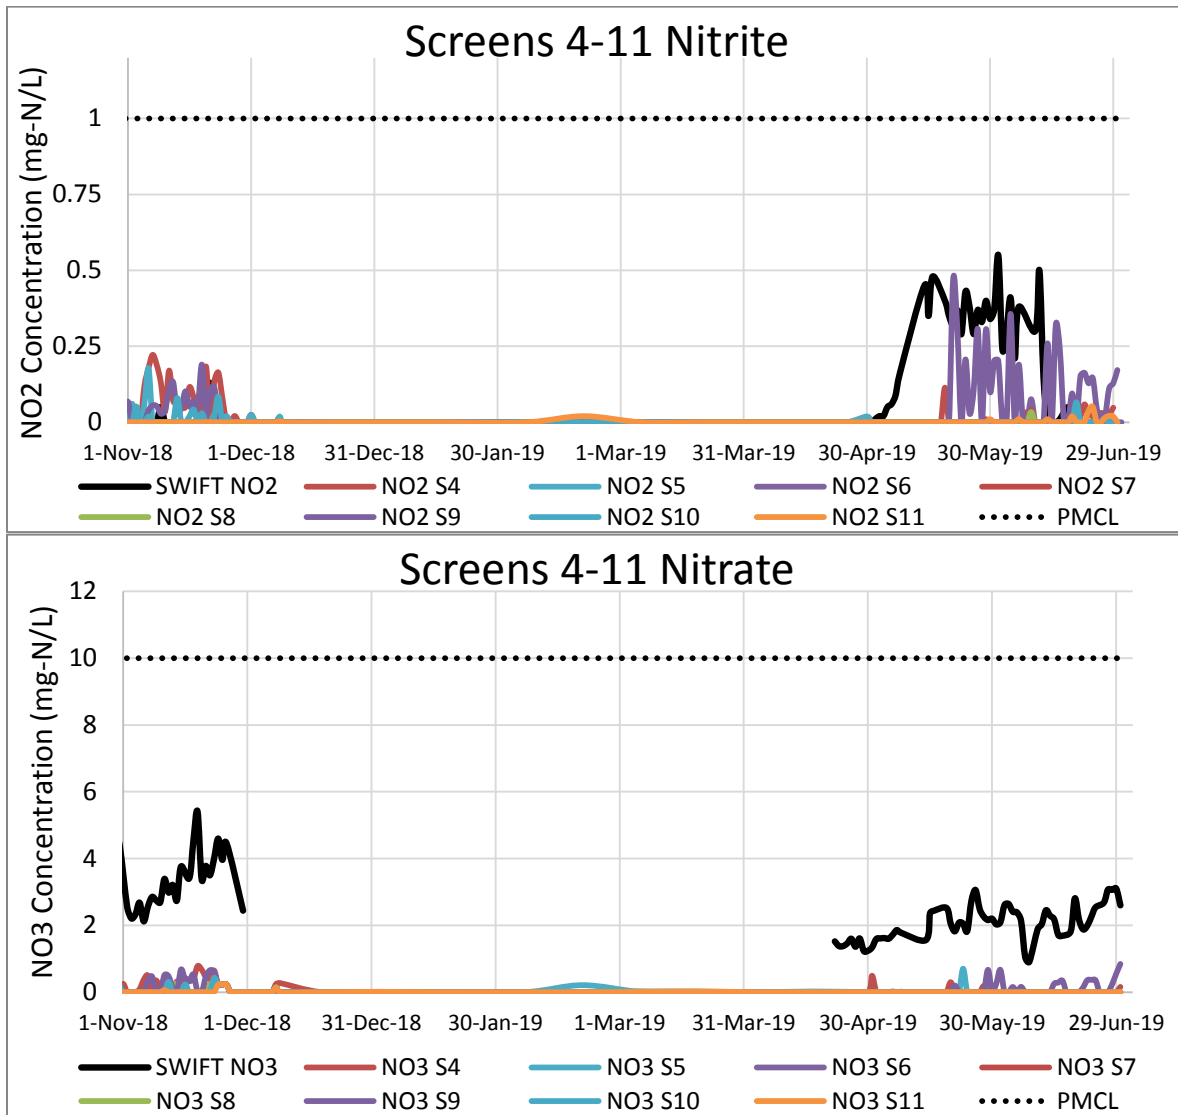 Screens 4-11 Nitrite
NO2 Concentration (mg-N/L)
1
0.75
0.5
0.25
0
1-Nov-18 1-Dec-18 31-Dec-18 30-Jan-19 1-Mar-19 31-Mar-19 30-Apr-19 30-May-19 29-Jun-19
SWIFT NO2 NO2 S4 NO2 S5 NO2 S6 NO2 S7
NO2 S8 NO2 S9 NO2 S10 NO2 S11 PMCL
Screens 4-11 Nitrate
NO3 Concentration (mg-N/L)
12
10
8
6
4
2
0
1-Nov-18 1-Dec-18 31-Dec-18 30-Jan-19 1-Mar-19 31-Mar-19 30-Apr-19 30-May-19 29-Jun-19
SWIFT NO3 NO3 S4 NO3 S5 NO3 S6 NO3 S7
NO3 S8 NO3 S9 NO3 S10 NO3 S11 PMCL